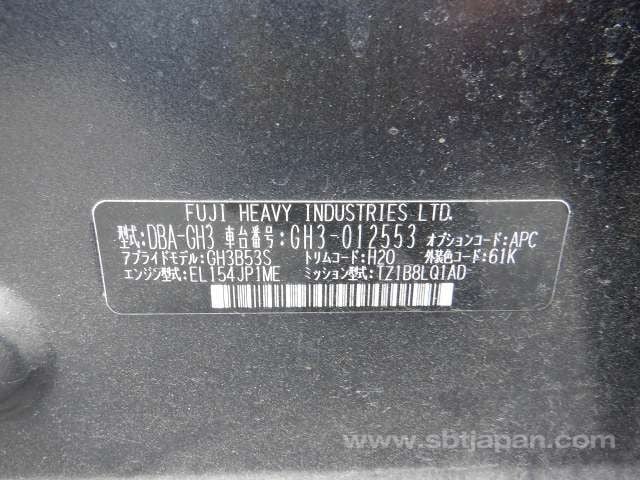 FUJI HEAVY INDUSTRIES LTD.
型式:DBA-GH3 車台番号:GH3-012553 オプションコード:APC
アプライドモデル:GH3B53S トリムコード:H20 外装色コード:61K
エンジン型式:EL154JP1ME ミッション型式:TZ1B8LQ1AD
www.sbtjapan.com